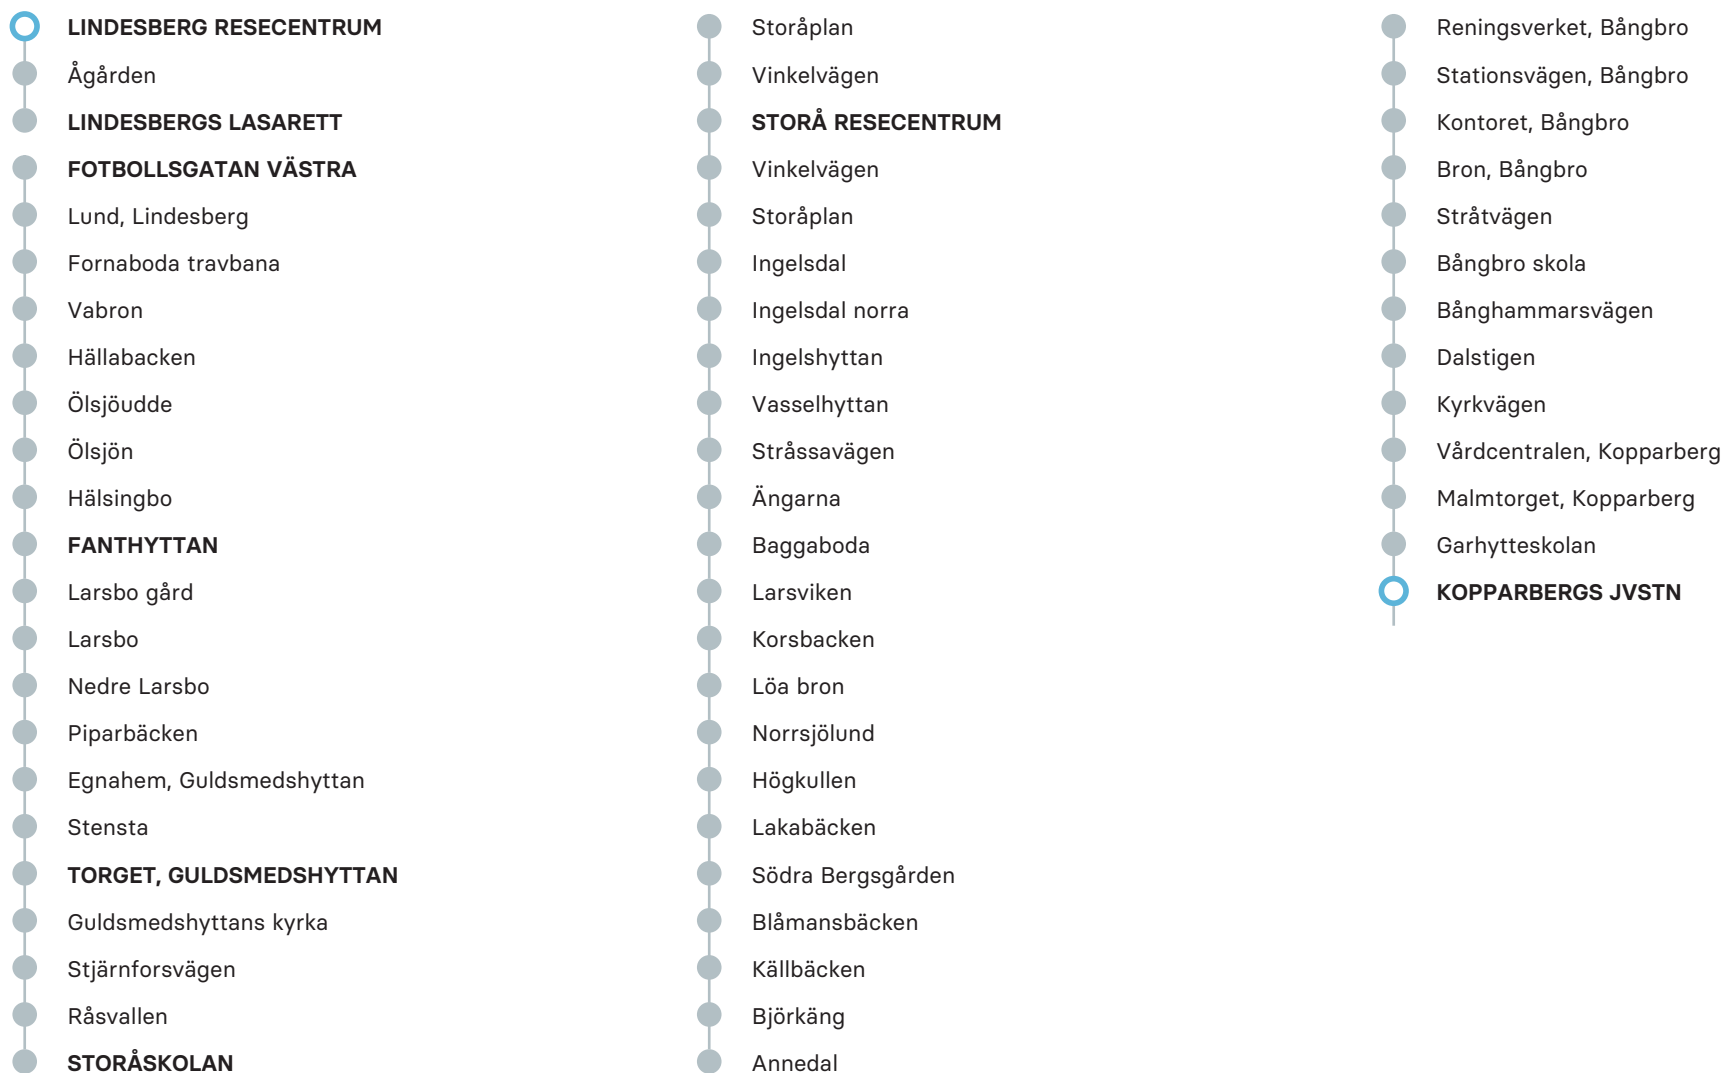 LINDESBERG RESECENTRUM
Ågården
LINDESBERGS LASARETT
FOTBOLLSGATAN VÄSTRA
Lund, Lindesberg
Fornaboda travbana
Vabron
Hällabacken
Ölsjöudde
Ölsjön
Hälsingbo
FANTHYTTAN
Larsbo gård
Larsbo
Nedre Larsbo
Piparbäcken
Egnahem, Guldsmedshyttan
Stensta
TORGET, GULDSMEDSHYTTAN
Guldsmedshyttans kyrka
Stjärnforsvägen
Råsvallen
STORÅSKOLAN
Storåplan
Vinkelvägen
STORÅ RESECENTRUM
Vinkelvägen
Storåplan
Ingelsdal
Ingelsdal norra
Ingelshyttan
Vasselhyttan
Stråssavägen
Ängarna
Baggaboda
Larsviken
Korsbacken
Löa bron
Norrsjölund
Högkullen
Lakabäcken
Södra Bergsgården
Blåmansbäcken
Källbäcken
Björkäng
Annedal
Reningsverket, Bångbro
Stationsvägen, Bångbro
Kontoret, Bångbro
Bron, Bångbro
Stråtvägen
Bångbro skola
Bånghammarsvägen
Dalstigen
Kyrkvägen
Vårdcentralen, Kopparberg
Malmtorget, Kopparberg
Garhytteskolan
KOPPARBERGS JVSTN